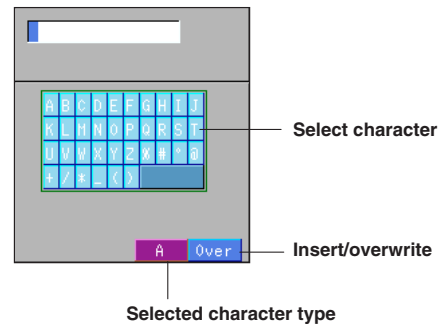 A B C D E F G H I J
K L M N O P Q R S T
Select character
U V W X Y Z % # ° @
+ / * _ ( )
A Over
Insert/overwrite
Selected character type